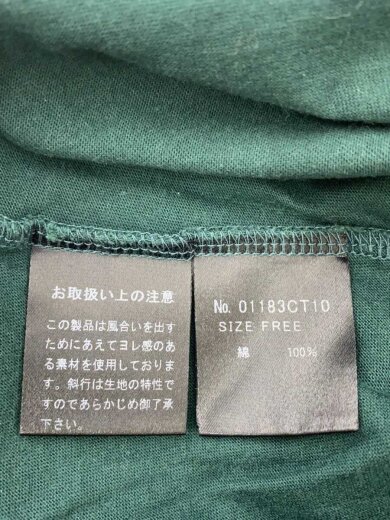 お取扱い上の注意
この製品は風合いを出す
ためにあえてヨレ感のあ
る素材を使用しておりま
す。斜行は生地の特性で
すのであらかじめ御了承
下さい。
No. 01183CT10
SIZE FREE
綿 100%